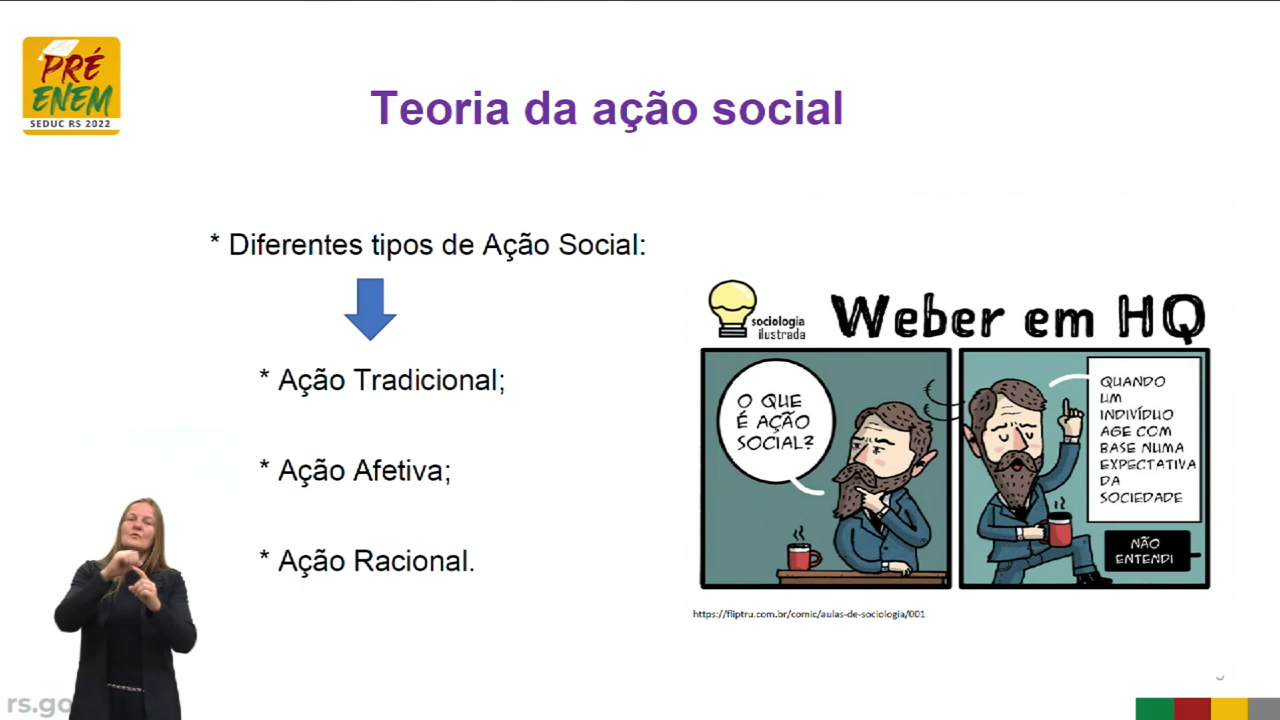 PRÉ
ENEM
SEDUC RS 2022
Teoria da ação social
* Diferentes tipos de Ação Social:
* Ação Tradicional;
* Ação Afetiva;
* Ação Racional.
sociologia
ilustrada
Weber em HQ
O QUE
É AÇÃO
SOCIAL?
QUANDO
UM
INDIVÍDUO
AGE COM
BASE NUMA
EXPECTATIVA
DA
SOCIEDADE
NÃO
ENTENDI
https://fliptru.com.br/comic/aulas-de-sociologia/001
rs.go